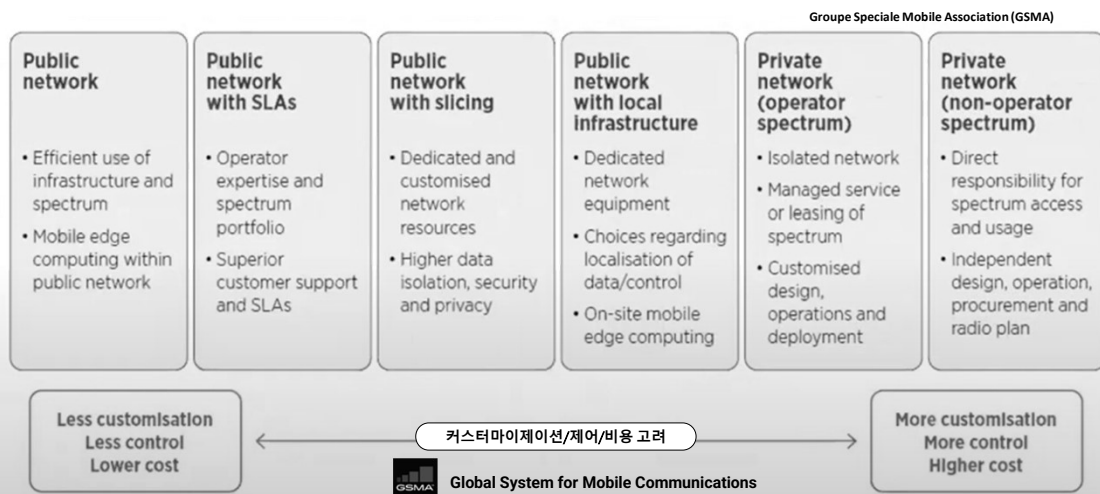 Groupe Speciale Mobile Association (GSMA)
Public
network
• Efficient use of
infrastructure and
spectrum
• Mobile edge
computing within
public network
Public
network
with SLAs
• Operator
expertise and
spectrum
portfolio
• Superior
customer support
and SLAs
Public
network
with slicing
• Dedicated and
customised
network
resources
• Higher data
isolation, security
and privacy
Public
network
with local
infrastructure
• Dedicated
network
equipment
• Choices regarding
localisation of
data/control
• On-site mobile
edge computing
Private
network
(operator
spectrum)
• Isolated network
• Managed service
or leasing of
spectrum
• Customised
design,
operations and
deployment
Private
network
(non-operator
spectrum)
• Direct
responsibility for
spectrum access
and usage
• Independent
design, operation,
procurement and
radio plan
Less customisation
Less control
Lower cost
커스터마이제이션/제어/비용 고려
More customisation
More control
Higher cost
GSMA
Global System for Mobile Communications